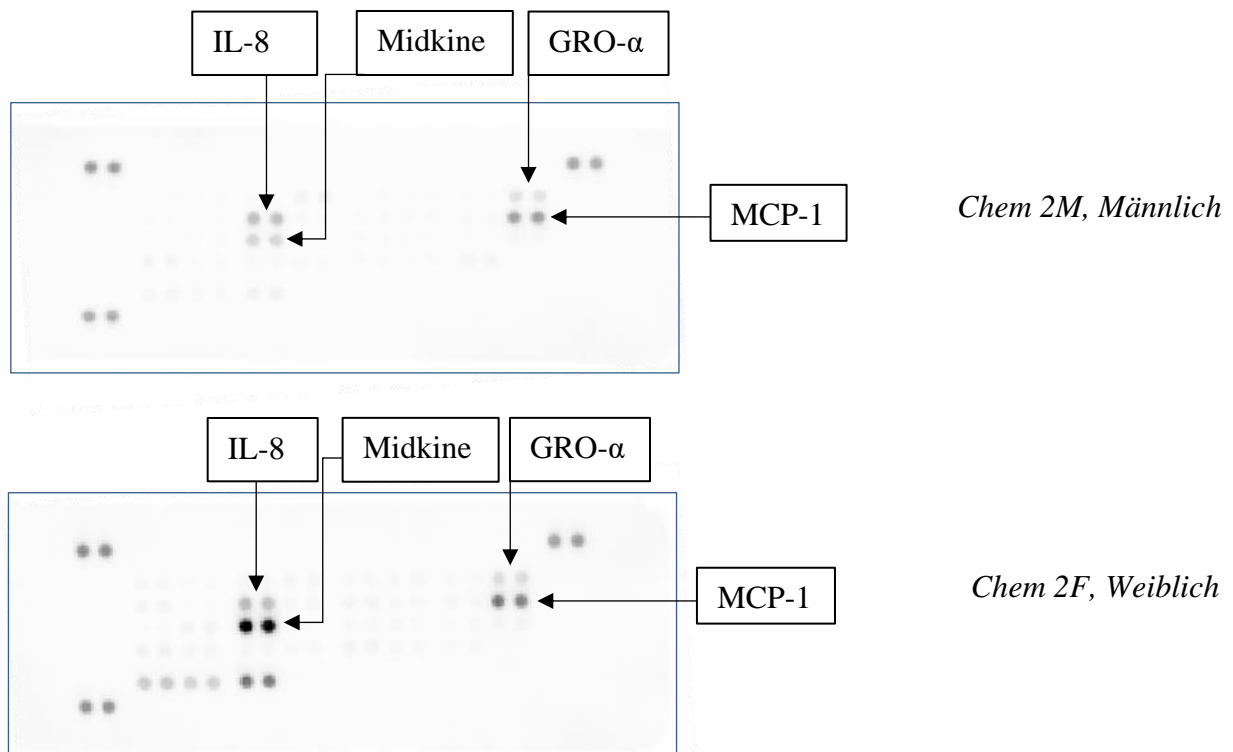 IL-8
Midkine
GRO-α
MCP-1
Chem 2M, Männlich
IL-8
Midkine
GRO-α
MCP-1
Chem 2F, Weiblich